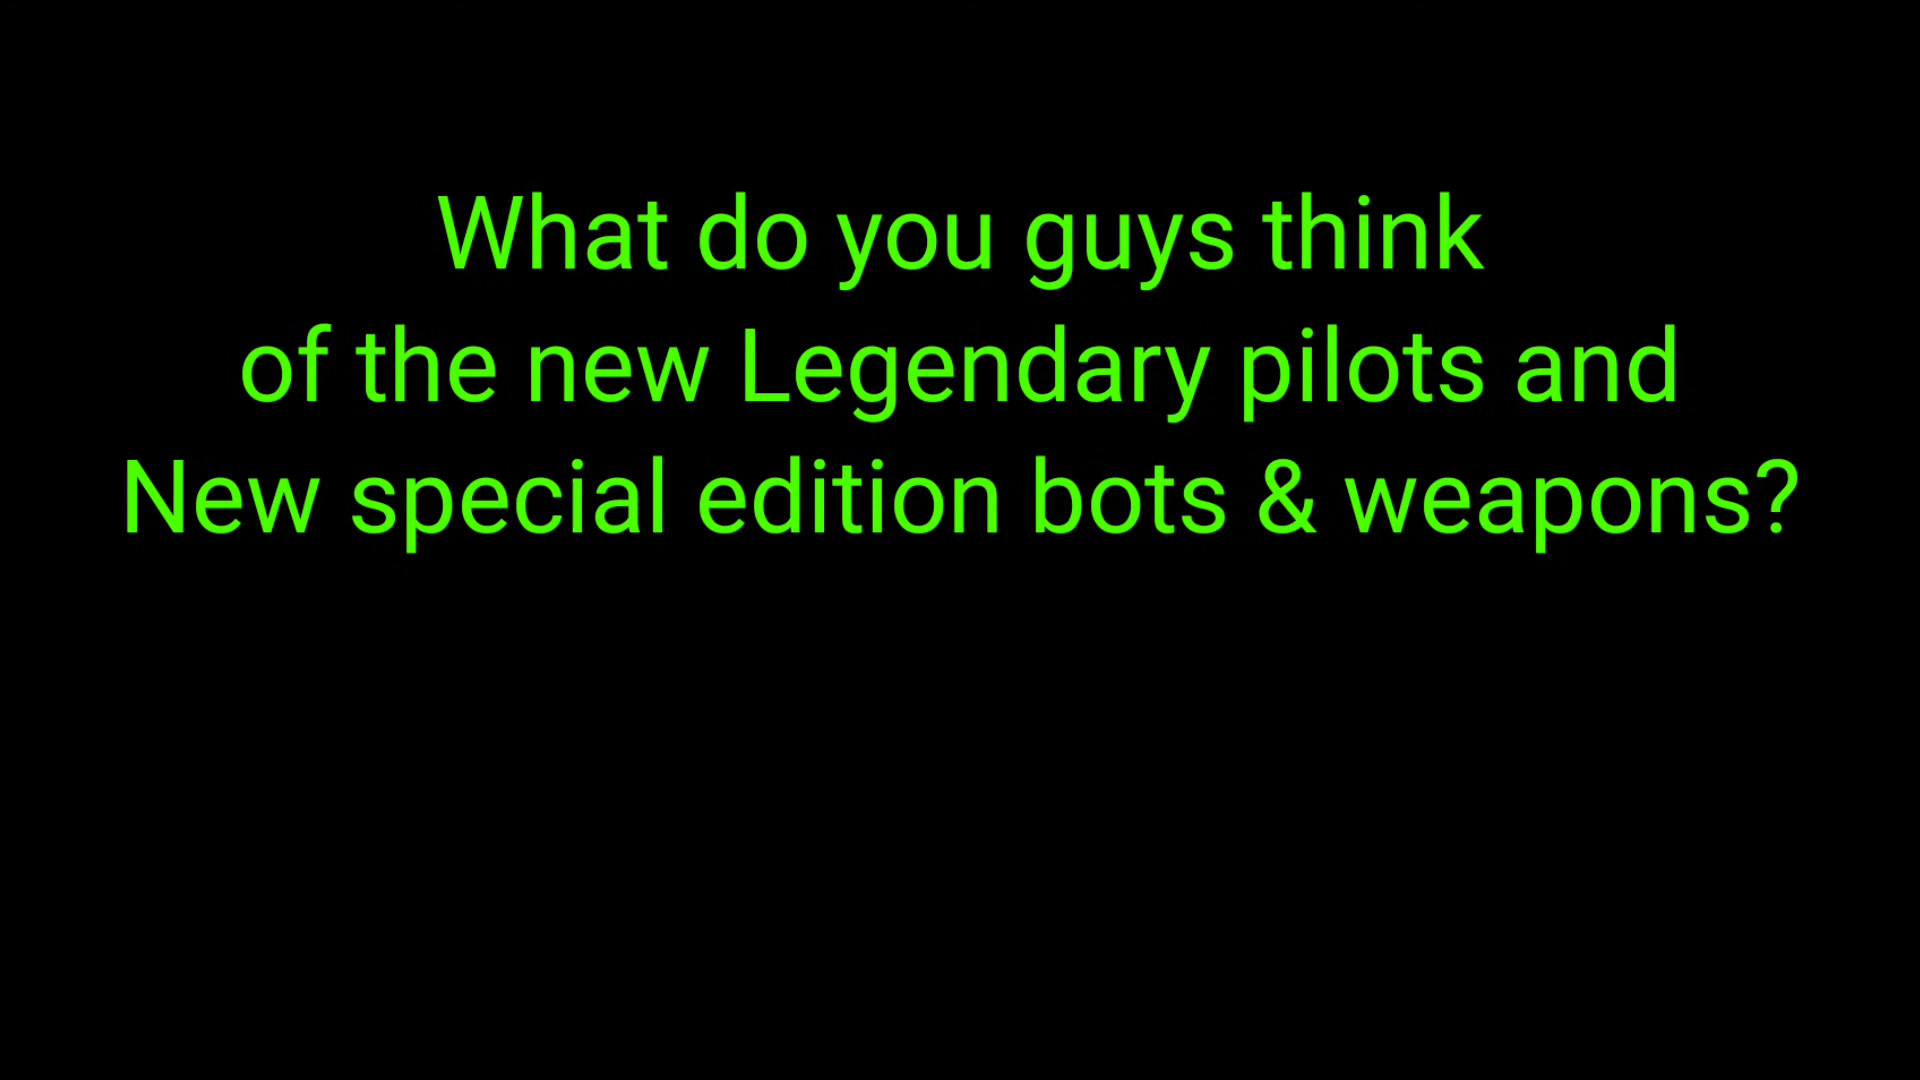 What do you guys think
of the new Legendary pilots and
New special edition bots & weapons?